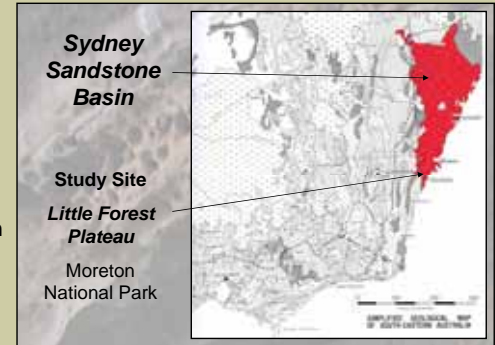 Sydney
Sandstone
Basin
Study Site
Little Forest
Plateau
Moreton
National Park
SIMPLIFIED GEOLOGICAL MAP
OF SOUTH-EASTERN AUSTRALIA